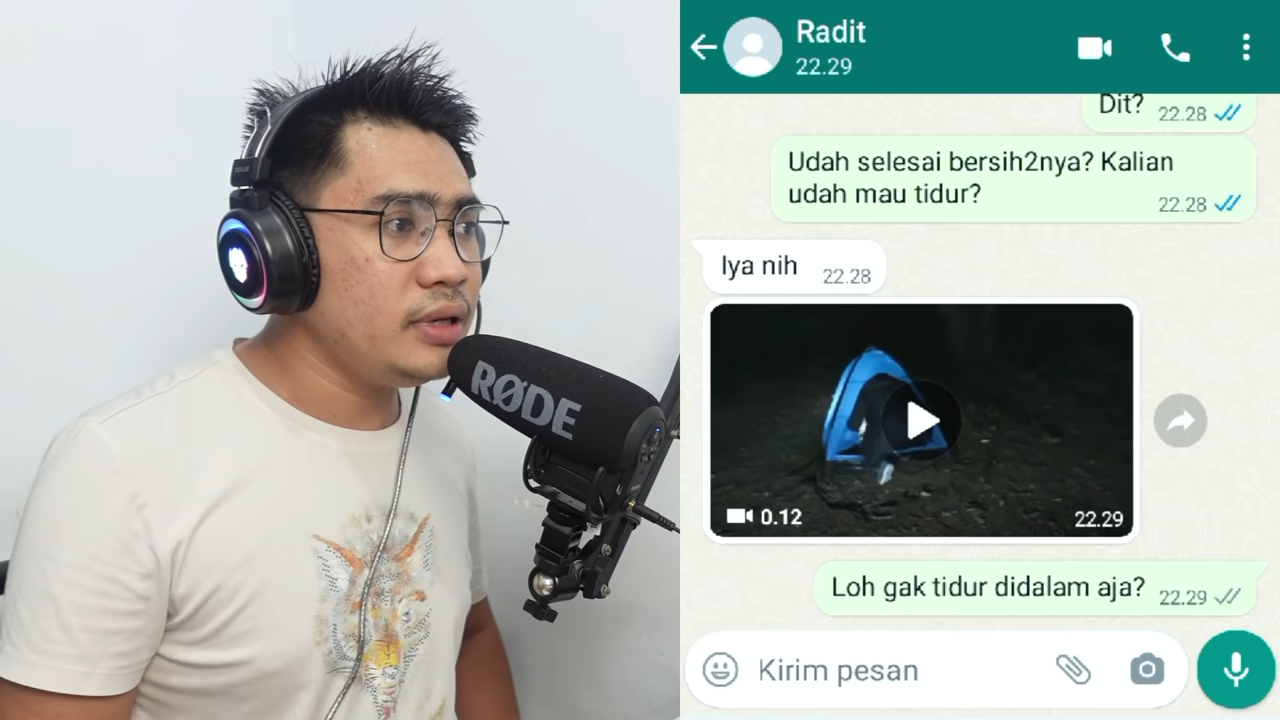 RØDE
Radit
22.29
Dit? 22.28
Udah selesai bersih2nya? Kalian
udah mau tidur?
22.28
Iya nih 22.28
0.12 22.29
Loh gak tidur didalam aja? 22.29
Kirim pesan